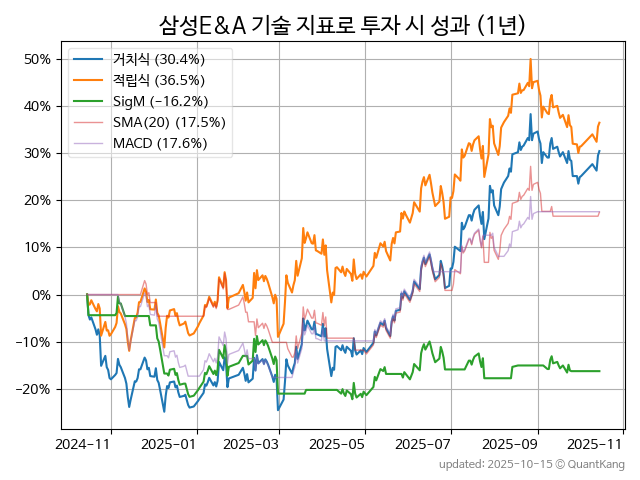 삼성E&A 기술 지표로 투자 시 성과 (1년)
거치식 (30.4%)
적립식 (36.5%)
SigM (-16.2%)
SMA(20) (17.5%)
MACD (17.6%)
50%
40%
30%
20%
10%
0%
-10%
-20%
2024-11 2025-01 2025-03 2025-05 2025-07 2025-09 2025-11
updated: 2025-10-15 © QuantKang